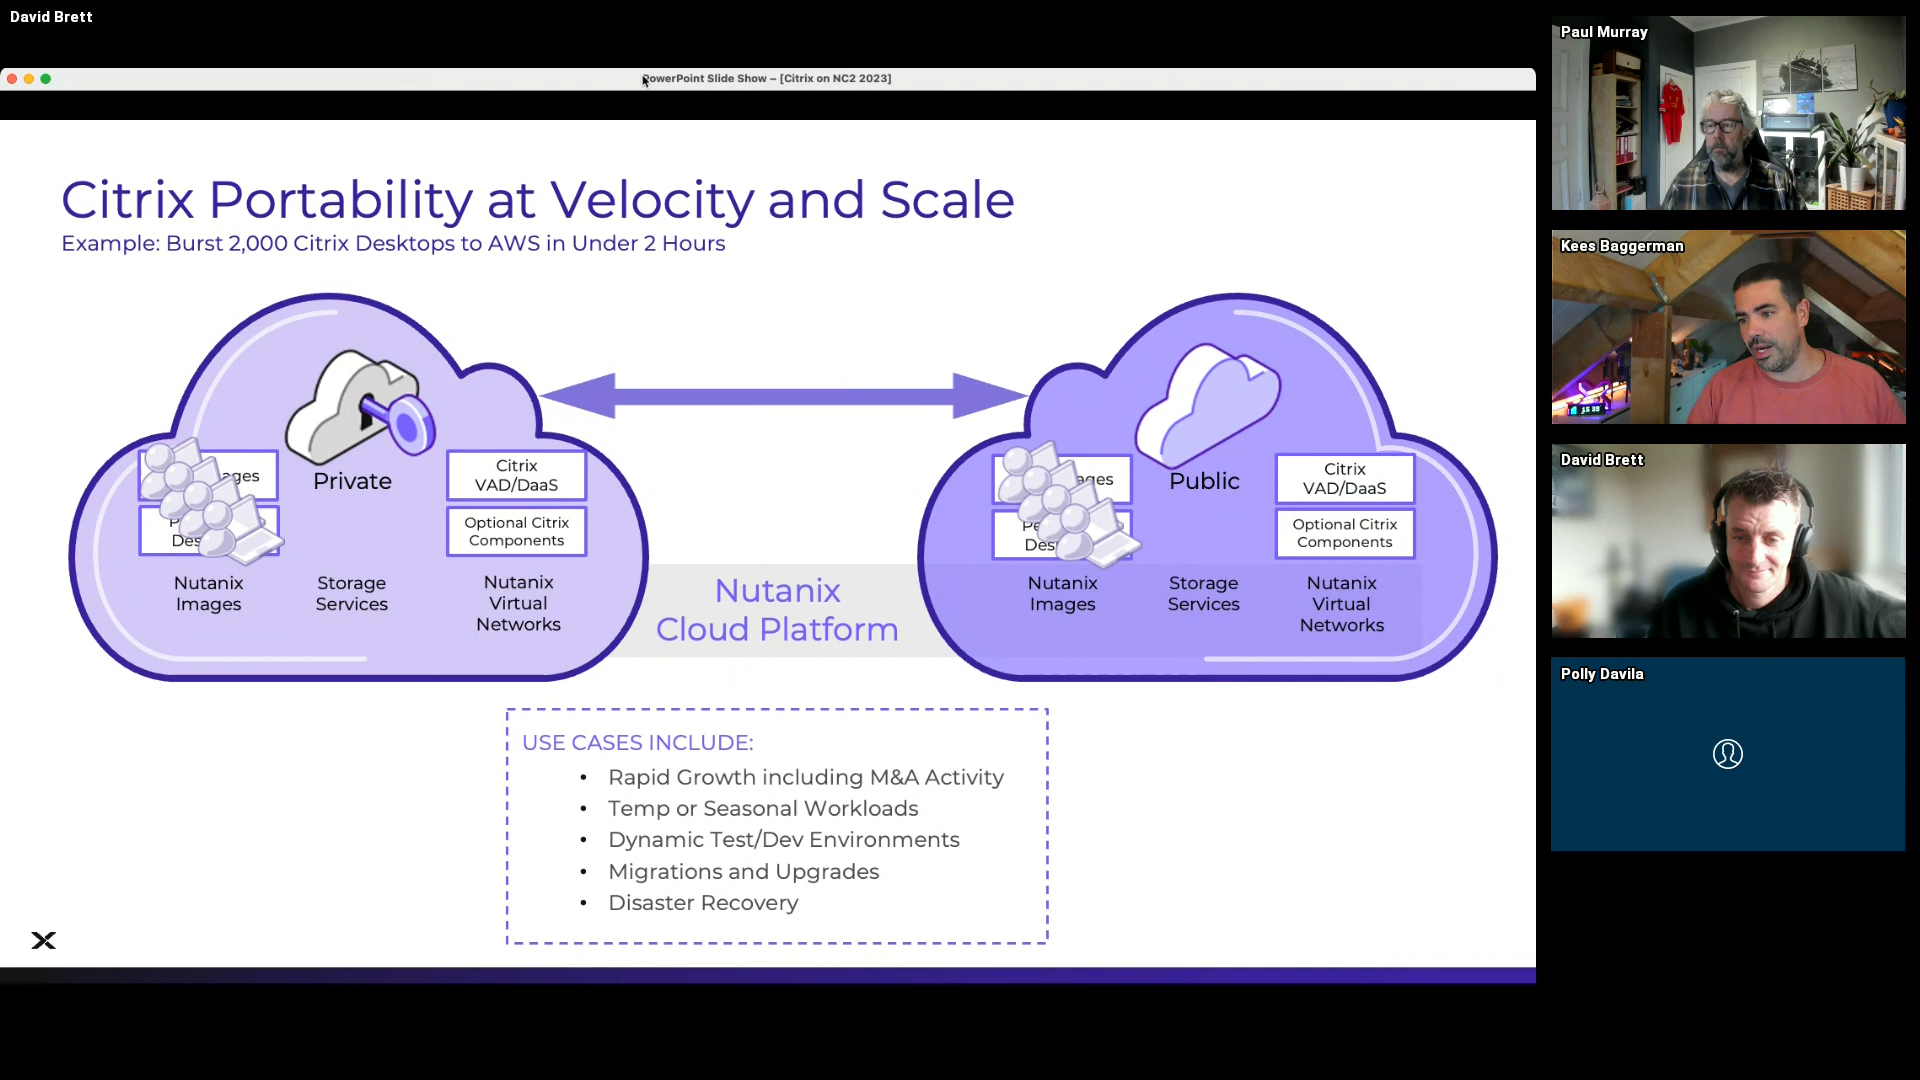 David Brett
PowerPoint Slide Show – [Citrix on NC2 2023]
Citrix Portability at Velocity and Scale
Example: Burst 2,000 Citrix Desktops to AWS in Under 2 Hours
Private
Citrix
VAD/DaaS
Optional Citrix
Components
Nutanix
Images
Storage
Services
Nutanix
Virtual
Networks
Nutanix
Cloud Platform
Public
Citrix
VAD/DaaS
Optional Citrix
Components
Nutanix
Images
Storage
Services
Nutanix
Virtual
Networks
USE CASES INCLUDE:
• Rapid Growth including M&A Activity
• Temp or Seasonal Workloads
• Dynamic Test/Dev Environments
• Migrations and Upgrades
• Disaster Recovery
Paul Murray
Kees Baggerman
David Brett
Polly Davila